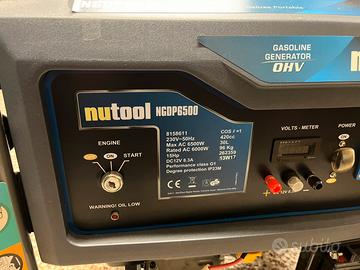 GASOLINE
GENERATOR
OHV
nutool NGDP6500
8158611
230V~50Hz
Max AC 6500W
Rated AC 6000W
15Hp
DC12V 8.3A
Performance class G1
Degree protection IP23M
COS f =1
420cc
30L
96 Kg
262359
53W17
ENGINE
ON
START
WARNING! OIL LOW
VOLTS - METER
POWER
ON
subito